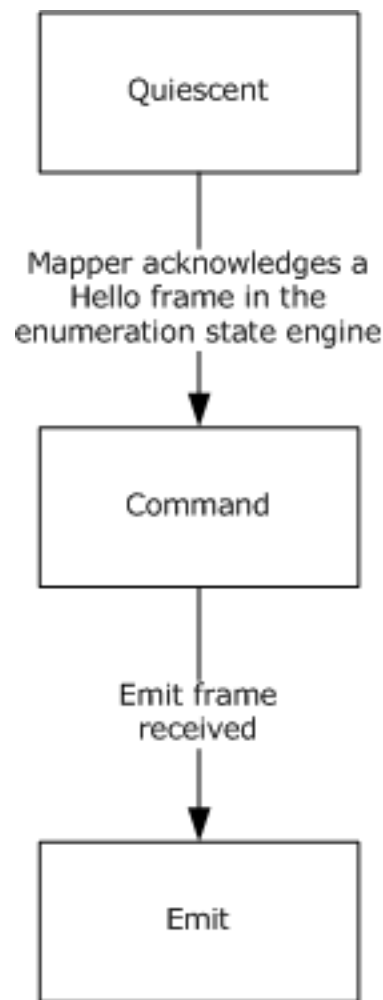 Quiescent
Mapper acknowledges a
Hello frame in the
enumeration state engine
Command
Emit frame
received
Emit